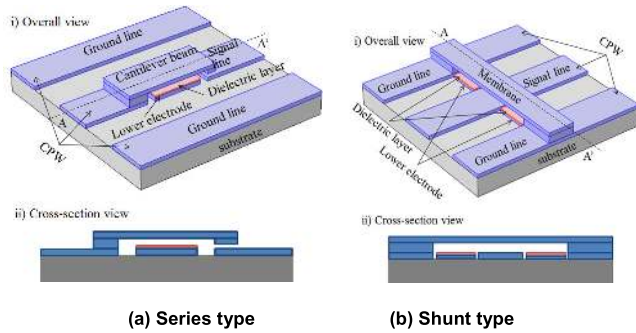 i) Overall view
Ground line
Cantilever beam
Signal
line
A'
Dielectric layer
Lower electrode
A
Ground line
CPW
substrate
ii) Cross-section view
(a) Series type
A
i) Overall view
CPW
Ground line
Membrane
Signal line
Ground line
Dielectric
layer
Lower
electrode
Ground line
substrate
A'
ii) Cross-section view
(b) Shunt type